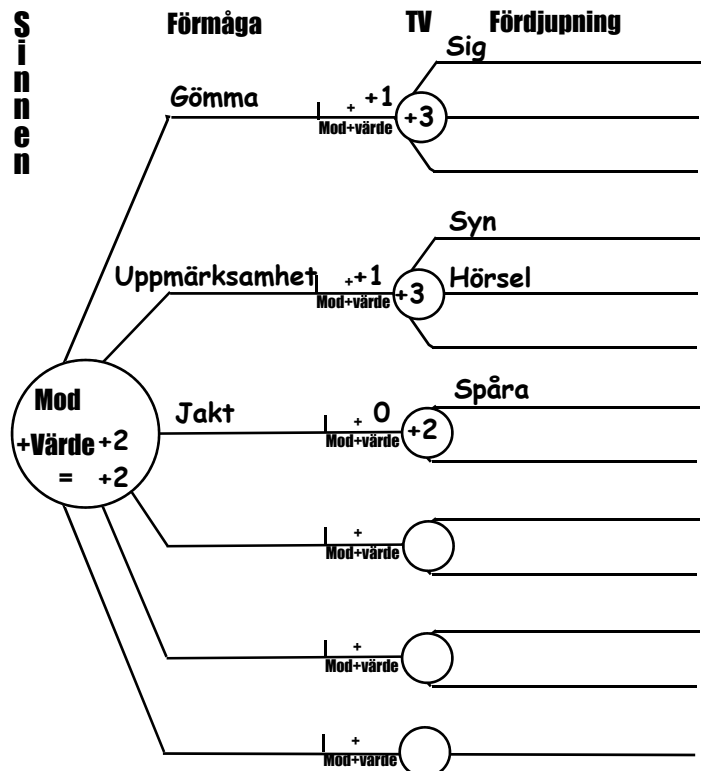 Sinnen
Förmåga TV Fördjupning
Sig
Gömma + +1 +3
Mod+värde
Syn
Uppmärksamhet ++1 +3 Hörsel
Mod+värde
Spåra
Mod
+Värde +2
= +2
Jakt + 0 +2
Mod+värde
+
Mod+värde
+
Mod+värde
+
Mod+värde